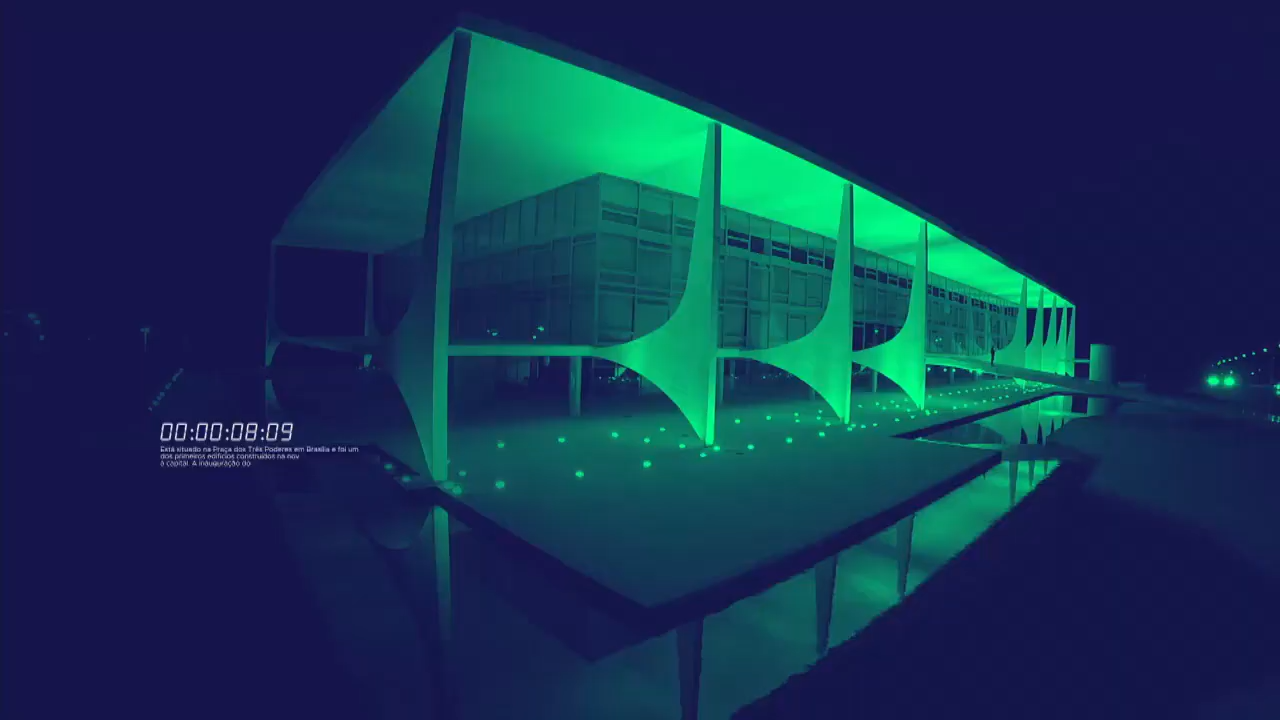 00:00:08:09
Está situado na Praça dos Três Poderes em Brasília e foi um
dos primeiros edifícios construídos na nov
a capital. A inauguração do